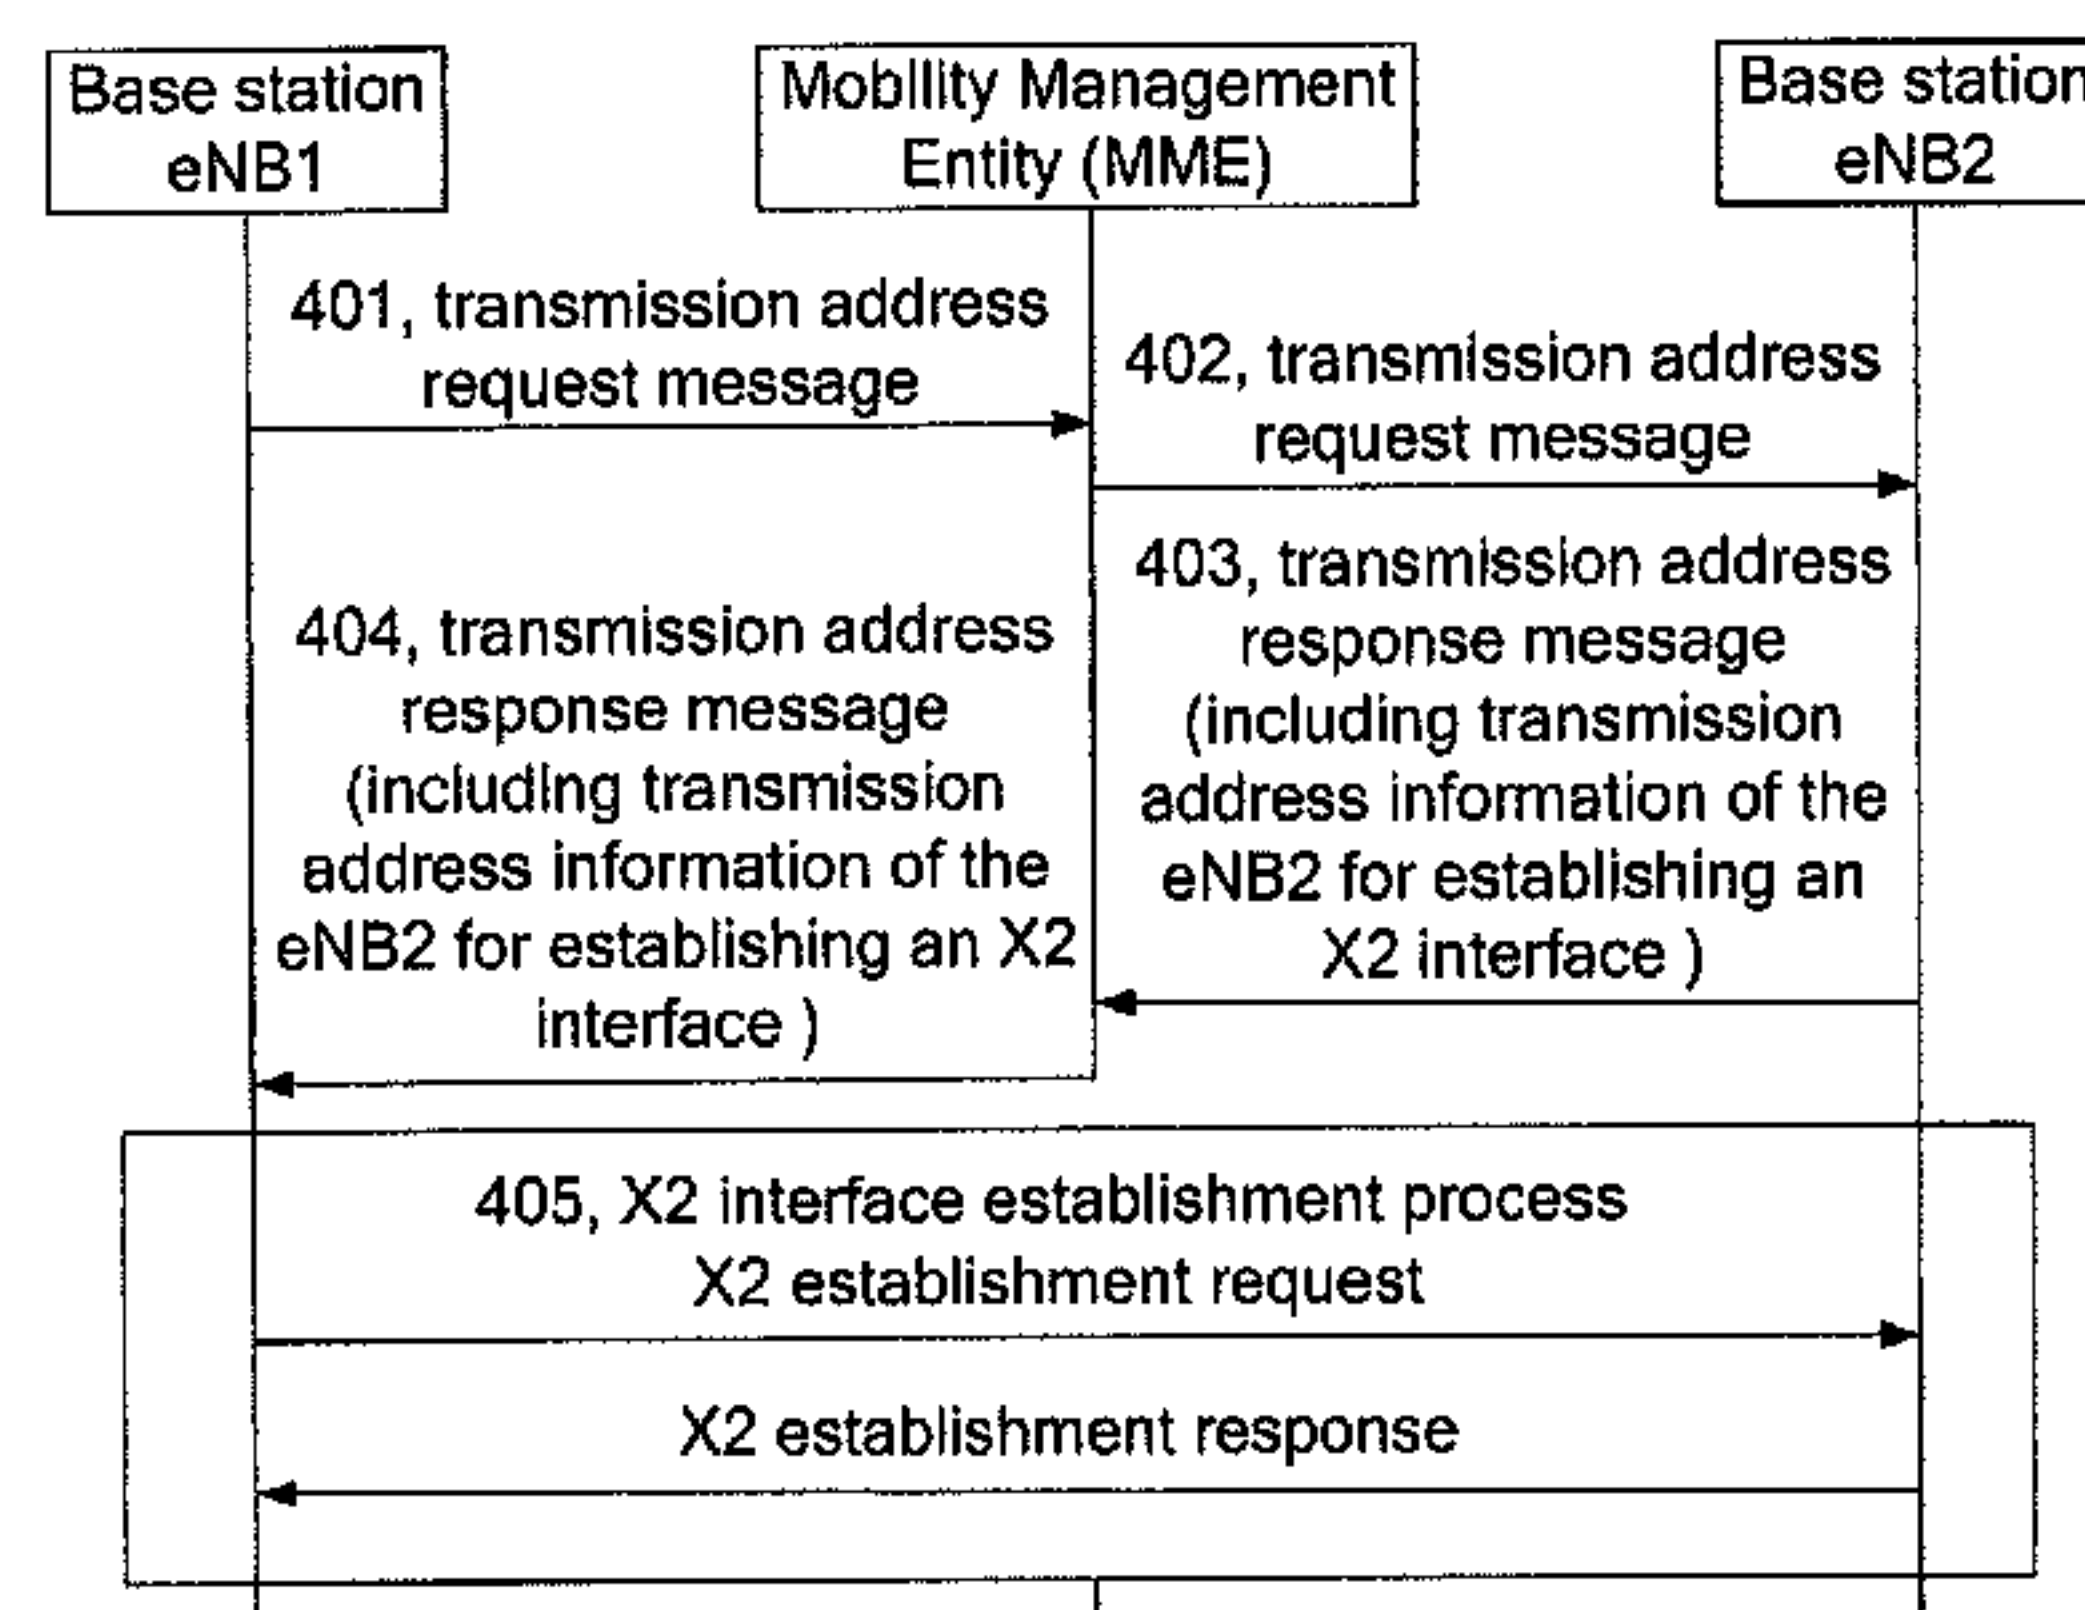 Base station
eNB1
Mobility Management
Entity (MME)
Base station
eNB2
401, transmission address
request message
402, transmission address
request message
403, transmission address
response message
(including transmission
address information of the
eNB2 for establishing an
X2 interface )
404, transmission address
response message
(including transmission
address information of the
eNB2 for establishing an X2
interface )
405, X2 interface establishment process
X2 establishment request
X2 establishment response